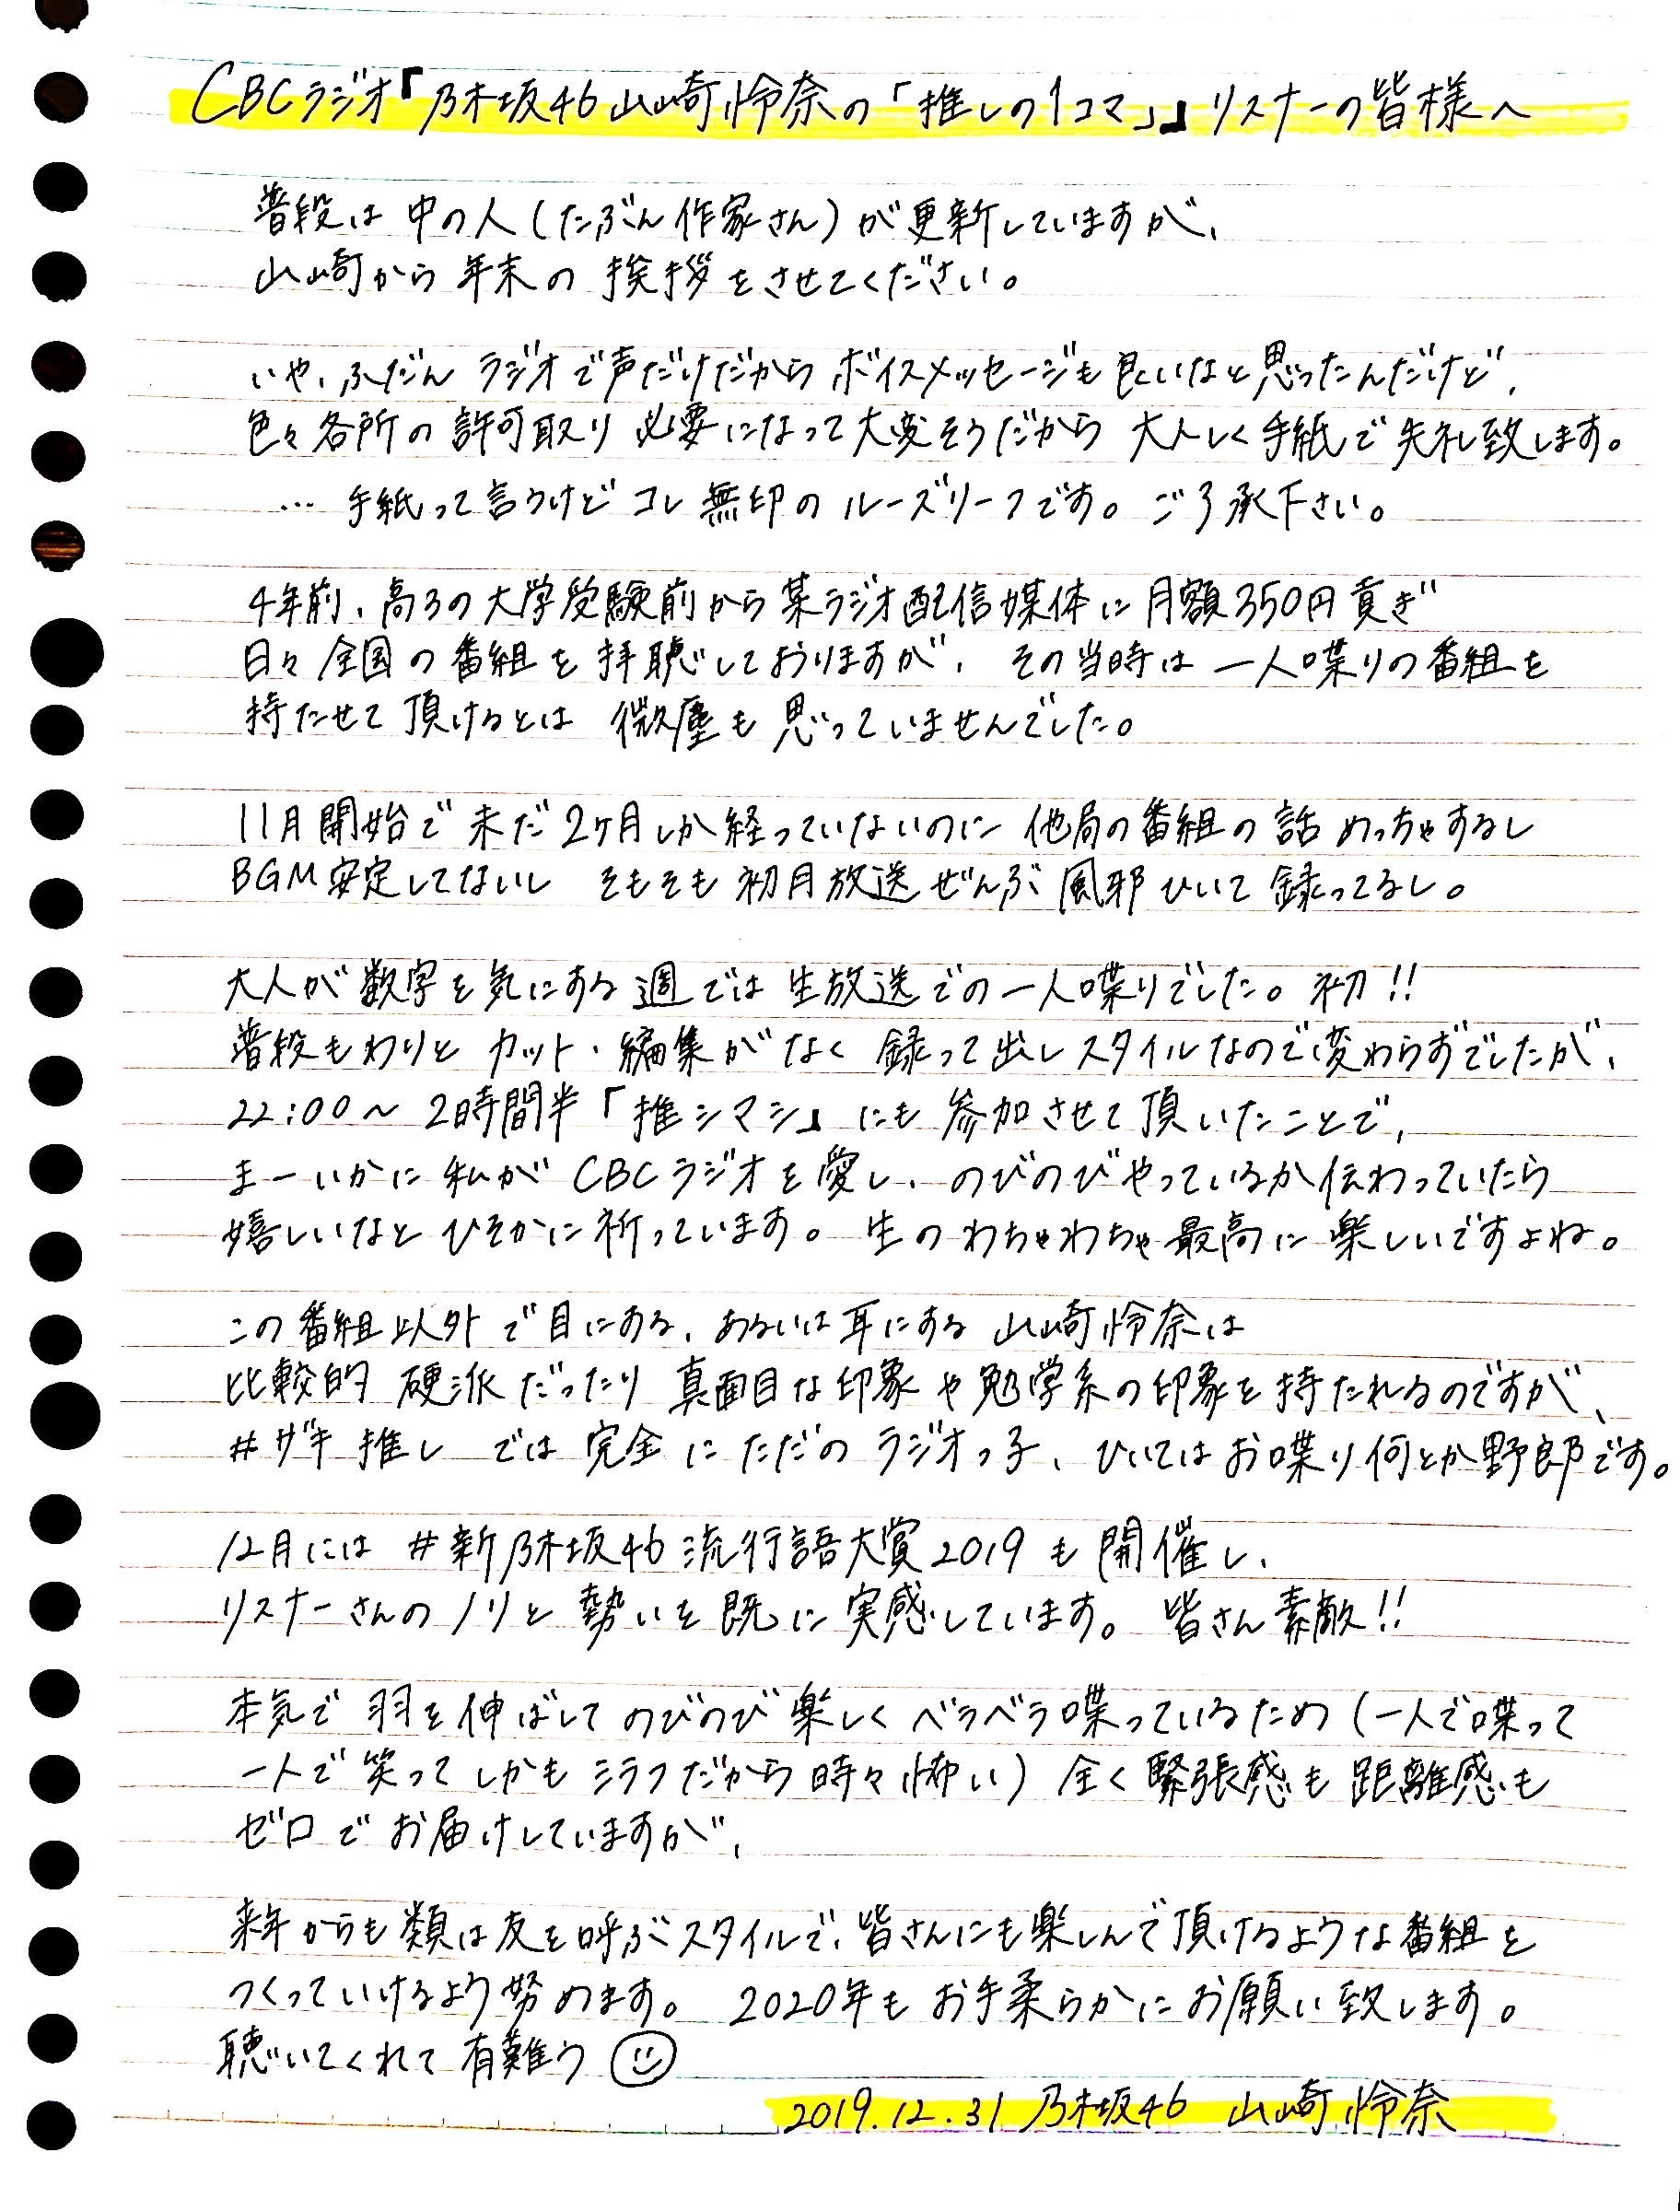 CBCラジオ『乃木坂46山崎怜奈の「推しの1コマ」』リスナーの皆様へ
普段は中の人(たぶん作家さん)が更新していますが、
山崎から年末の挨拶をさせてください。
いや、ふだんラジオで声だけだからボイスメッセージも良いなと思ったんだけど、
色々各所の許可取り必要になって大変そうだから大人しく手紙で失礼致します。
…手紙って言うけどコレ無印のルーズリーフです。ご了承下さい。
4年前、高3の大学受験前から某ラジオ配信媒体に月額350円貢ぎ
日々全国の番組を拝聴しておりますが、その当時は一人喋りの番組を
持たせて頂けるとは微塵も思っていませんでした。
11月開始で未だ2ヶ月しか経っていないのに他局の番組の話めっちゃするし
BGM安定してないしそもそも初月放送ぜんぶ風邪ひいて録ってるし。
大人が数字を気にする週では生放送での一人喋りでした。初!!
普段もわりとカット・編集がなく録って出しスタイルなので変わらずでしたが、
22:00〜2時間半「推シマシ」にも参加させて頂いたことで、
まーいかに私がCBCラジオを愛し、のびのびやっているか伝わっていたら
嬉しいなとひそかに祈っています。生のわちゃわちゃ最高に楽しいですよね。
この番組以外で目にする、あるいは耳にする山崎怜奈は
比較的硬派だったり真面目な印象や勉学系の印象を持たれるのですが、
#ザキ推しでは完全にただのラジオっ子、ひいてはお喋り何とか野郎です。
12月には#新乃木坂46流行語大賞2019も開催し、
リスナーさんのノリと勢いを既に実感しています。皆さん素敵!!
本気で羽を伸ばしてのびのび楽しくベラベラ喋っているため(一人で喋って
一人で笑ってしかもシラフだから時々怖い)全く緊張感も距離感も
ゼロでお届けしていますが、
来年からも類は友を呼ぶスタイルで、皆さんにも楽しんで頂けるような番組を
つくっていけるよう努めます。2020年もお手柔らかにお願い致します。
聴いてくれて有難う
2019.12.31乃木坂46 山崎怜奈